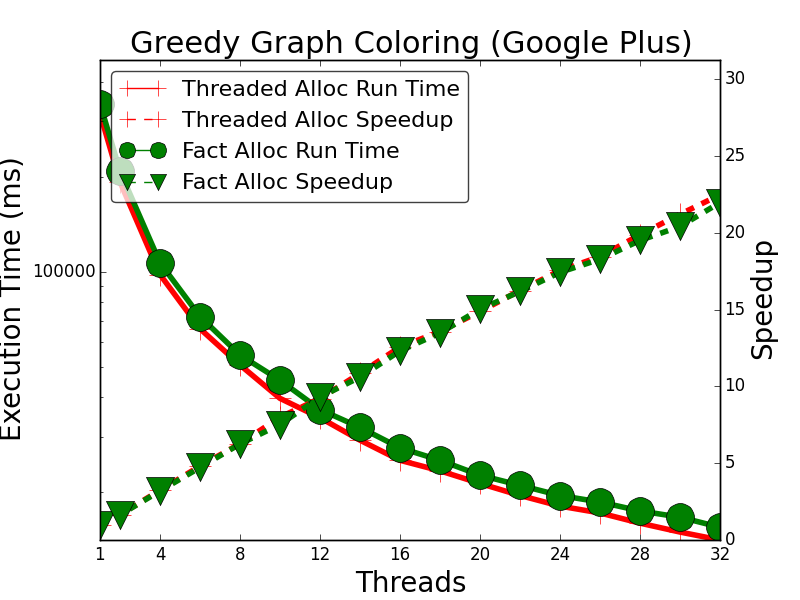 Greedy Graph Coloring (Google Plus)
Threaded Alloc Run Time
Threaded Alloc Speedup
Fact Alloc Run Time
Fact Alloc Speedup
Execution Time (ms)
100000
30
25
20
15
10
5
0
Speedup
1 4 8 12 16 20 24 28 32
Threads